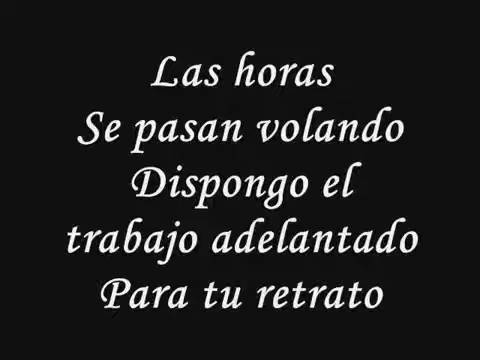 Las horas
Se pasan volando
Dispongo el
trabajo adelantado
Para tu retrato